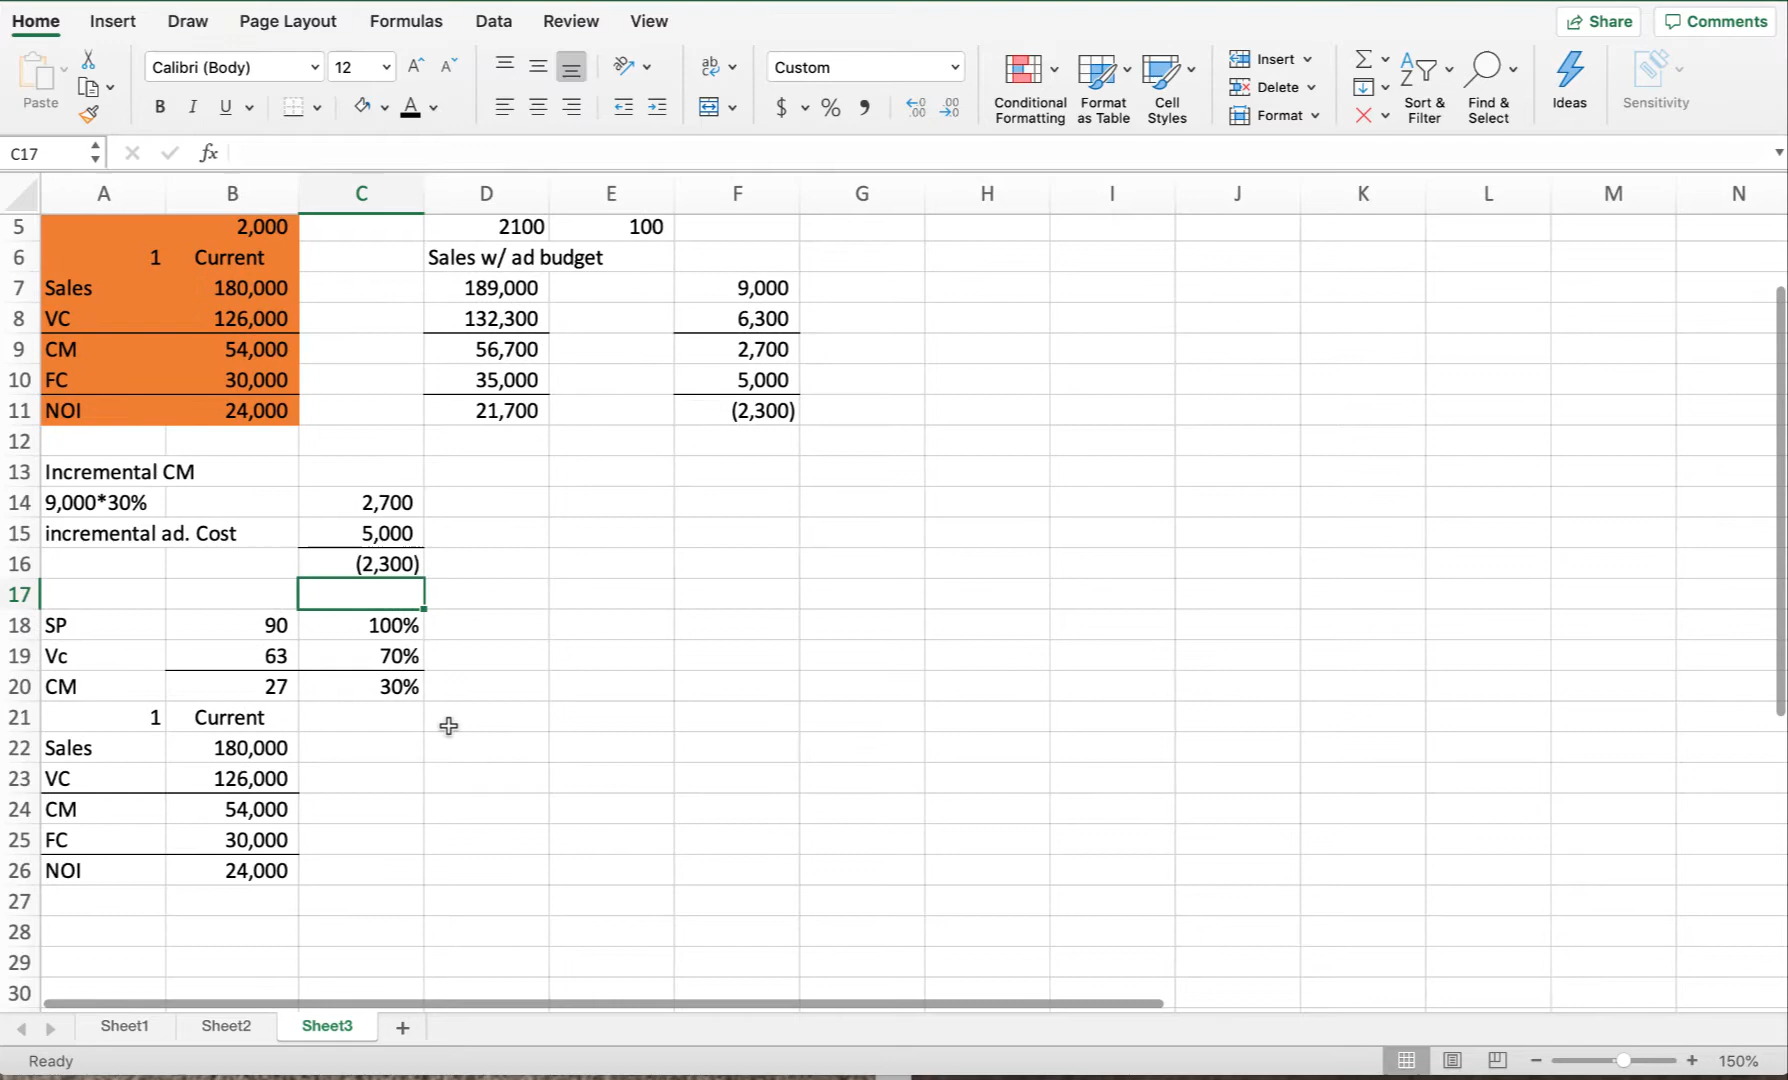 Home Insert Draw Page Layout Formulas Data Review View Share Comments
Paste Calibri (Body) 12 A^ A˅ ab Custom Insert
B I U A $ % , .0 .00 Conditional Formatting Format as Table Cell Styles Delete Format Sort & Filter Find & Select Ideas Sensitivity
C17 fx
A B C D E F G H I J K L M N
5 2,000 2100 100
6 1 Current Sales w/ ad budget
7 Sales 180,000 189,000 9,000
8 VC 126,000 132,300 6,300
9 CM 54,000 56,700 2,700
10 FC 30,000 35,000 5,000
11 NOI 24,000 21,700 (2,300)
12
13 Incremental CM
14 9,000*30% 2,700
15 incremental ad. Cost 5,000
16 (2,300)
17
18 SP 90 100%
19 Vc 63 70%
20 CM 27 30%
21 1 Current
22 Sales 180,000
23 VC 126,000
24 CM 54,000
25 FC 30,000
26 NOI 24,000
27
28
29
30
Sheet1 Sheet2 Sheet3 +
Ready 150%